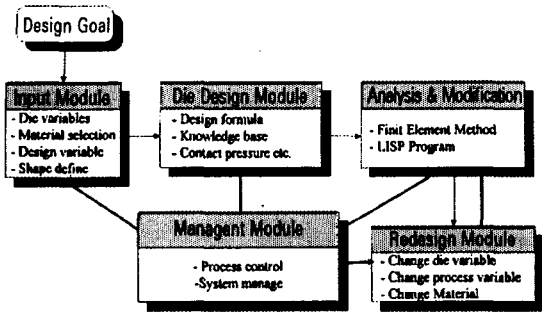 Design Goal
Input Module
- Die variables
- Material selection
- Design variable
- Shape define
Die Design Module
- Design formula
- Knowledge base
- Contact pressure etc.
Analysis & Modification
- Finit Element Method
- LISP Program
Managant Module
- Process control
-System manage
Redesign Module
- Change die variable
- Change process variable
- Change Material